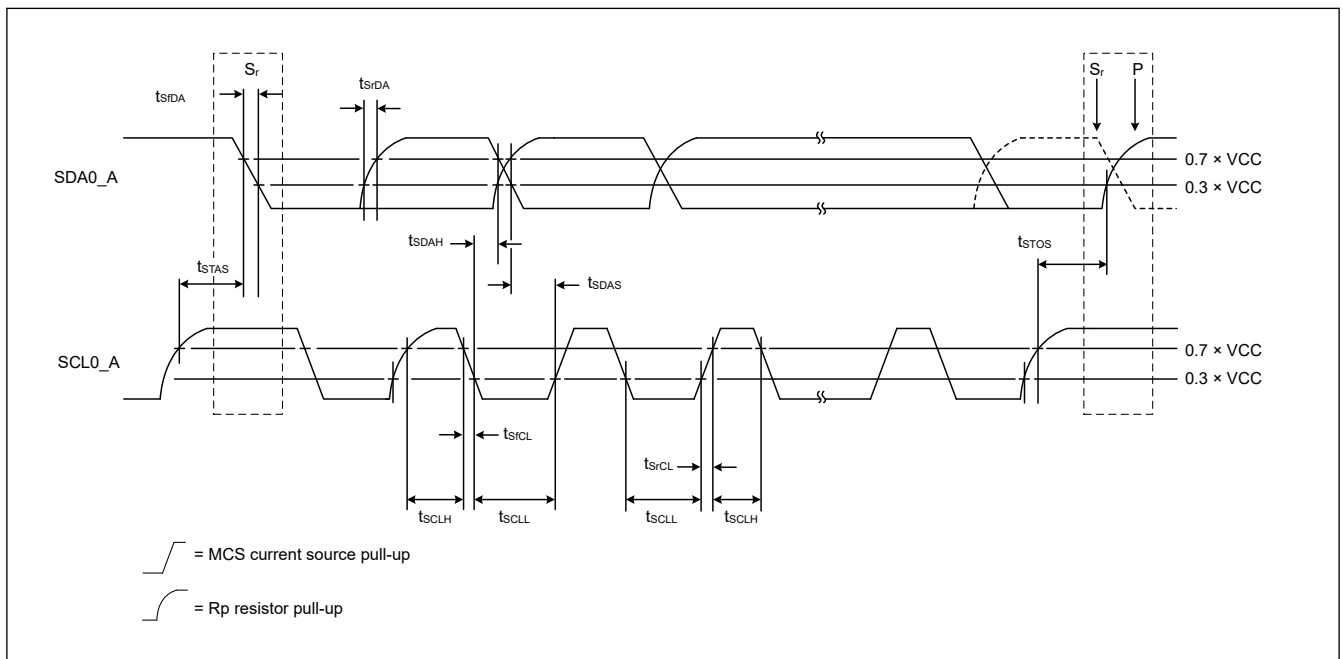 Sr
tSfDA
tSrDA
Sr P
SDA0_A
0.7 × VCC
0.3 × VCC
tSDAH
tSTAS
tSDAS
tSTOS
SCL0_A
0.7 × VCC
0.3 × VCC
tSfCL
tSrCL
tSCLH tSCLL tSCLL tSCLH
= MCS current source pull-up
= Rp resistor pull-up